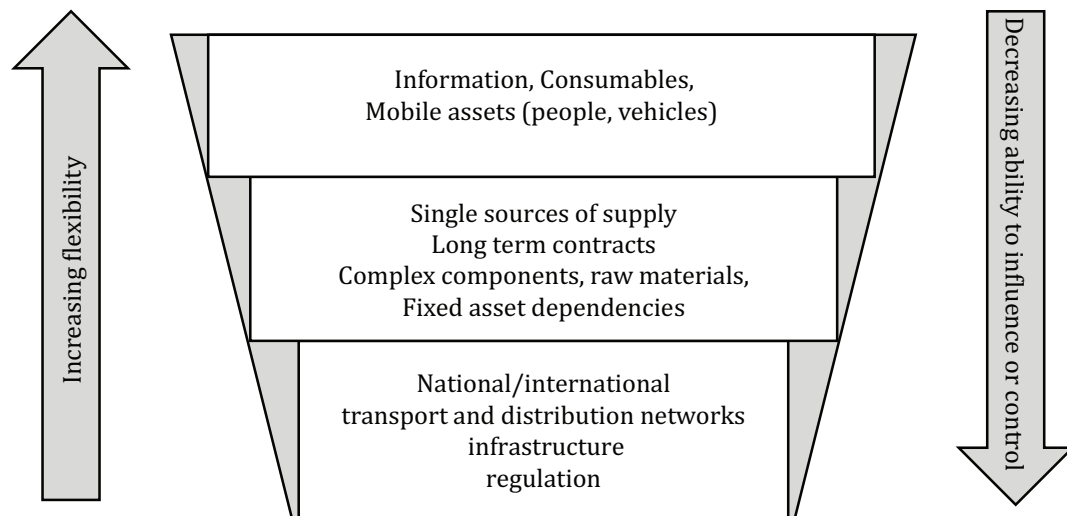 Increasing flexibility
Information, Consumables,
Mobile assets (people, vehicles)
Single sources of supply
Long term contracts
Complex components, raw materials,
Fixed asset dependencies
National/international
transport and distribution networks
infrastructure
regulation
Decreasing ability to influence or control